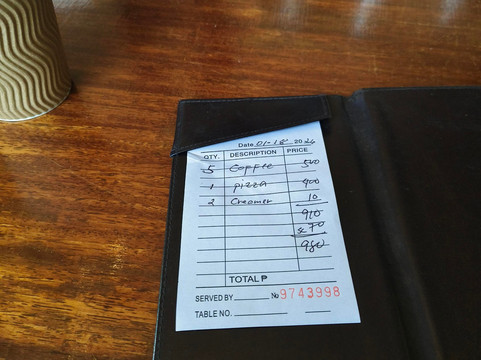 Date 01-18 2024
QTY. DESCRIPTION PRICE
5 Coffee 500
1 pizza 400
2 Creamer 10
910
70
980
TOTAL ₱
SERVED BY № 9743998
TABLE NO.